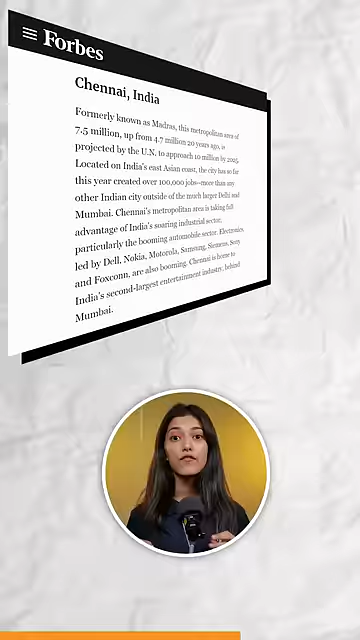 Forbes
Chennai, India
Formerly known as Madras, this metropolitan area of
7.5 million, up from 4.7 million 20 years ago, is
projected by the U.N. to approach 10 million by 2025.
Located on India's east Asian coast, the city has so far
this year created over 100,000 jobs--more than any
other Indian city outside of the much larger Delhi and
Mumbai. Chennai's metropolitan area is taking full
advantage of India's soaring industrial sector,
particularly the booming automobile sector. Electronics,
led by Dell, Nokia, Motorola, Samsung, Siemens, Sony
and Foxconn, are also booming. Chennai is home to
India's second-largest entertainment industry, behind
Mumbai.